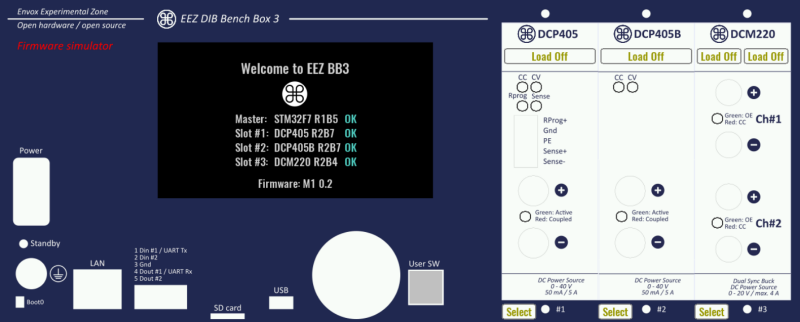 Envox Experimental Zone
Open hardware / open source
Firmware simulator
EEZ DIB Bench Box 3
Welcome to EEZ BB3
Master: STM32F7 R1B5 OK
Slot #1: DCP405 R2B7 OK
Slot #2: DCP405B R2B7 OK
Slot #3: DCM220 R2B4 OK
Firmware: M1 0.2
Power
Standby
Boot0
LAN
1 Din #1 / UART Tx
2 Din #2
3 Gnd
4 Dout #1 / UART Rx
5 Dout #2
SD card
USB
User SW
DCP405
Load Off
CC CV
Rprog Sense
RProg+
Gnd
PE
Sense+
Sense-
+
Green: Active
Red: Coupled
-
DC Power Source
0 - 40 V
50 mA / 5 A
Select #1
DCP405B
Load Off
CC CV
+
Green: Active
Red: Coupled
-
DC Power Source
0 - 40 V
50 mA / 5 A
Select #2
DCM220
Load Off Load Off
+
Green: OE
Red: CC
Ch#1
-
+
Green: OE
Red: CC
Ch#2
-
Dual Sync Buck
DC Power Source
0 - 20 V / max. 4 A
Select #3